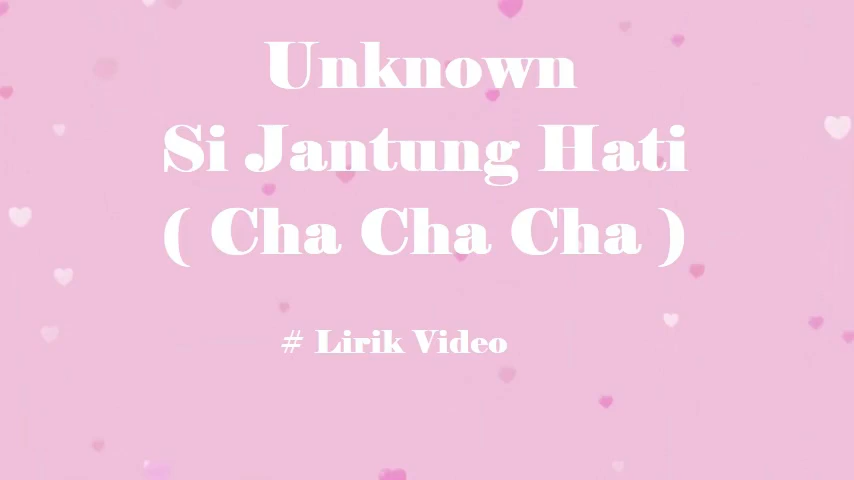 Unknown
Si Jantung Hati
( Cha Cha Cha )
# Lirik Video